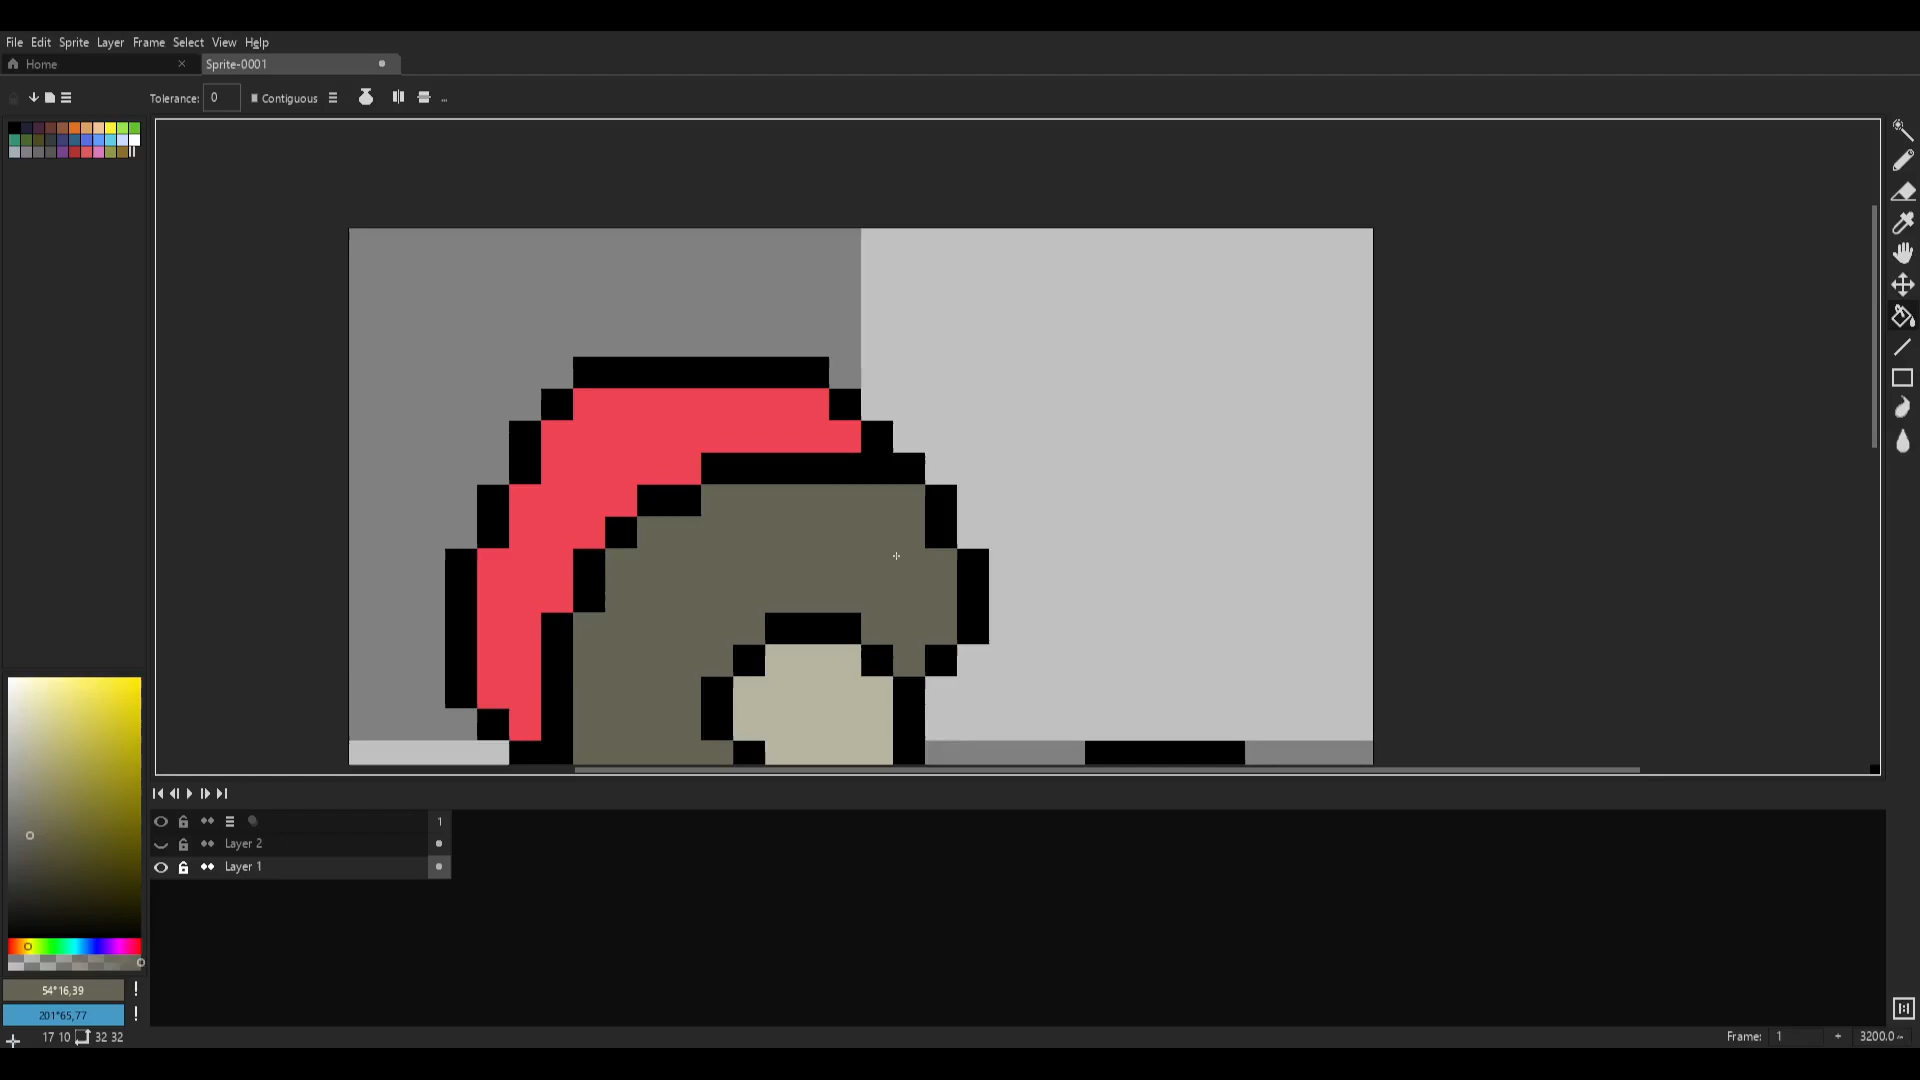 File Edit Sprite Layer Frame Select View Help
Home Sprite-0001
Tolerance: 0 Contiguous ...
1
Layer 2
Layer 1
54°16,39 !
201°65,77 !
17 10 32 32 Frame: 1 + 3200.0